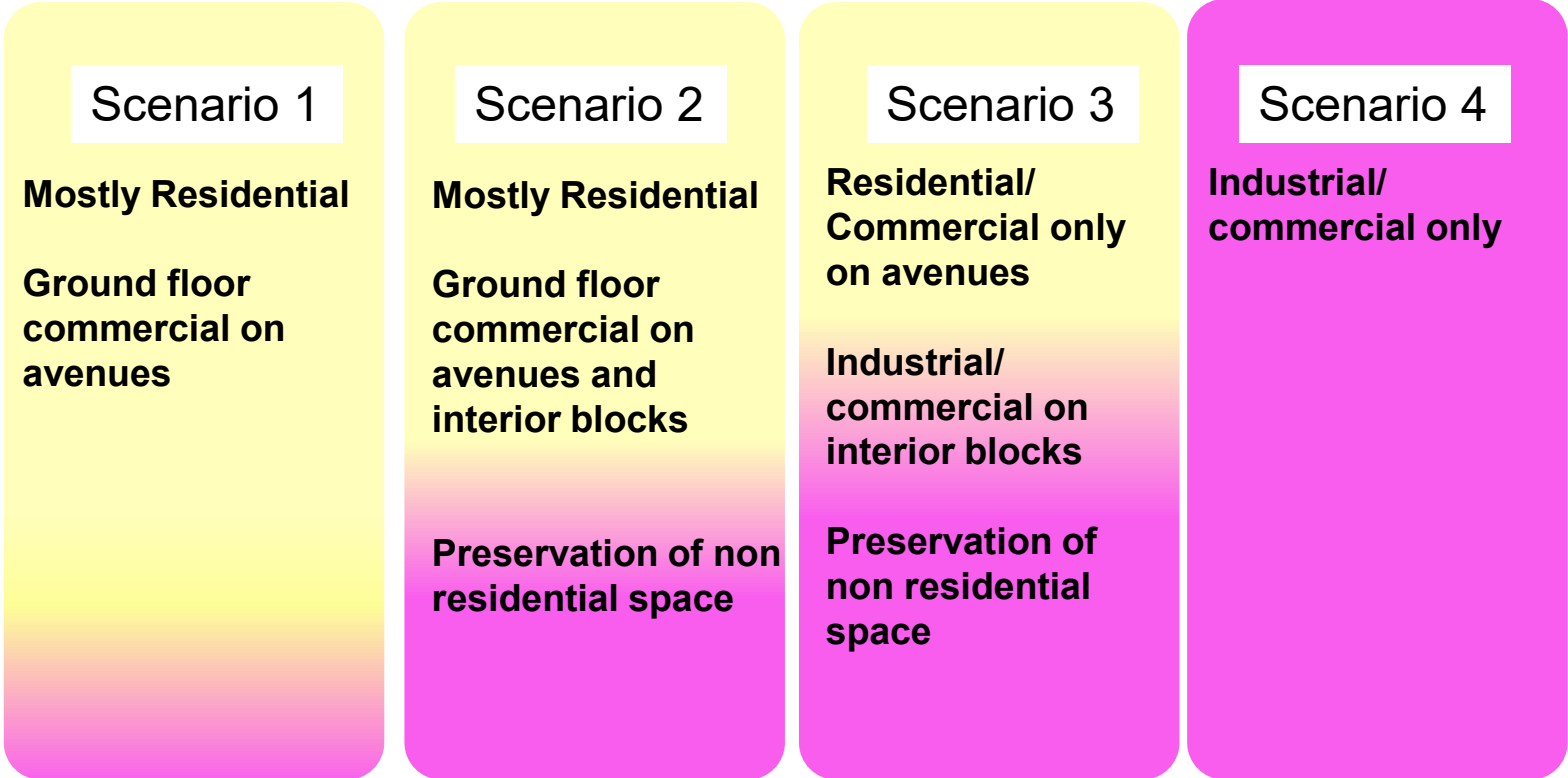 Scenario 1
Mostly Residential
Ground floor
commercial on
avenues
Scenario 2
Mostly Residential
Ground floor
commercial on
avenues and
interior blocks
Preservation of non
residential space
Scenario 3
Residential/
Commercial only
on avenues
Industrial/
commercial on
interior blocks
Preservation of
non residential
space
Scenario 4
Industrial/
commercial only